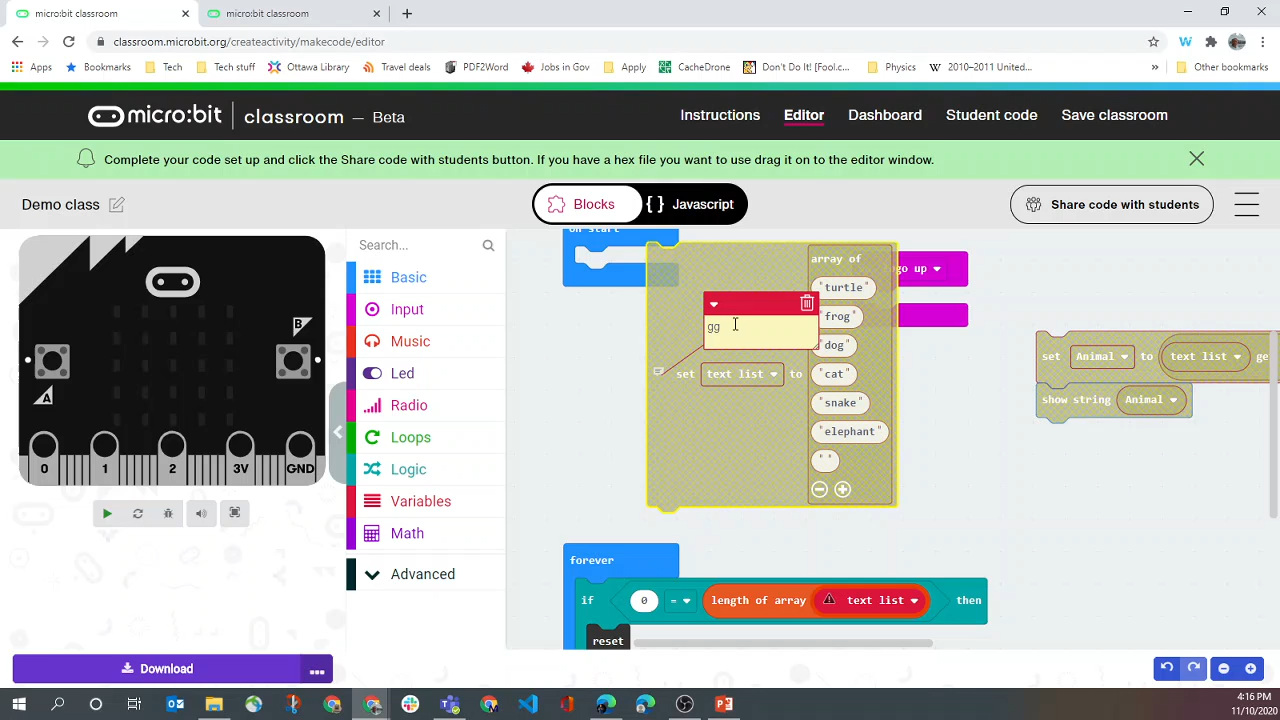 micro:bit classroom
micro:bit classroom
classroom.microbit.org/createactivity/makecode/editor
Apps
Bookmarks
Tech
Tech stuff
Ottawa Library
Travel deals
PDF2Word
Jobs in Gov
Apply
CacheDrone
Don't Do It! [Fool.c...
Physics
W 2010–2011 United...
»
Other bookmarks
micro:bit classroom — Beta
Instructions
Editor
Dashboard
Student code
Save classroom
Complete your code set up and click the Share code with students button. If you have a hex file you want to use drag it on to the editor window.
Demo class
Blocks
{ } Javascript
Share code with students
B
A
0 1 2 3V GND
Download
...
Search...
Basic
Input
Music
Led
Radio
Loops
Logic
Variables
Math
Advanced
on start
array of
"turtle"
"frog"
"dog"
"cat"
"snake"
"elephant"
" "
gg
set text list to
go up
set Animal to text list ge
show string Animal
forever
if 0 = length of array text list then
reset
4:16 PM
11/10/2020